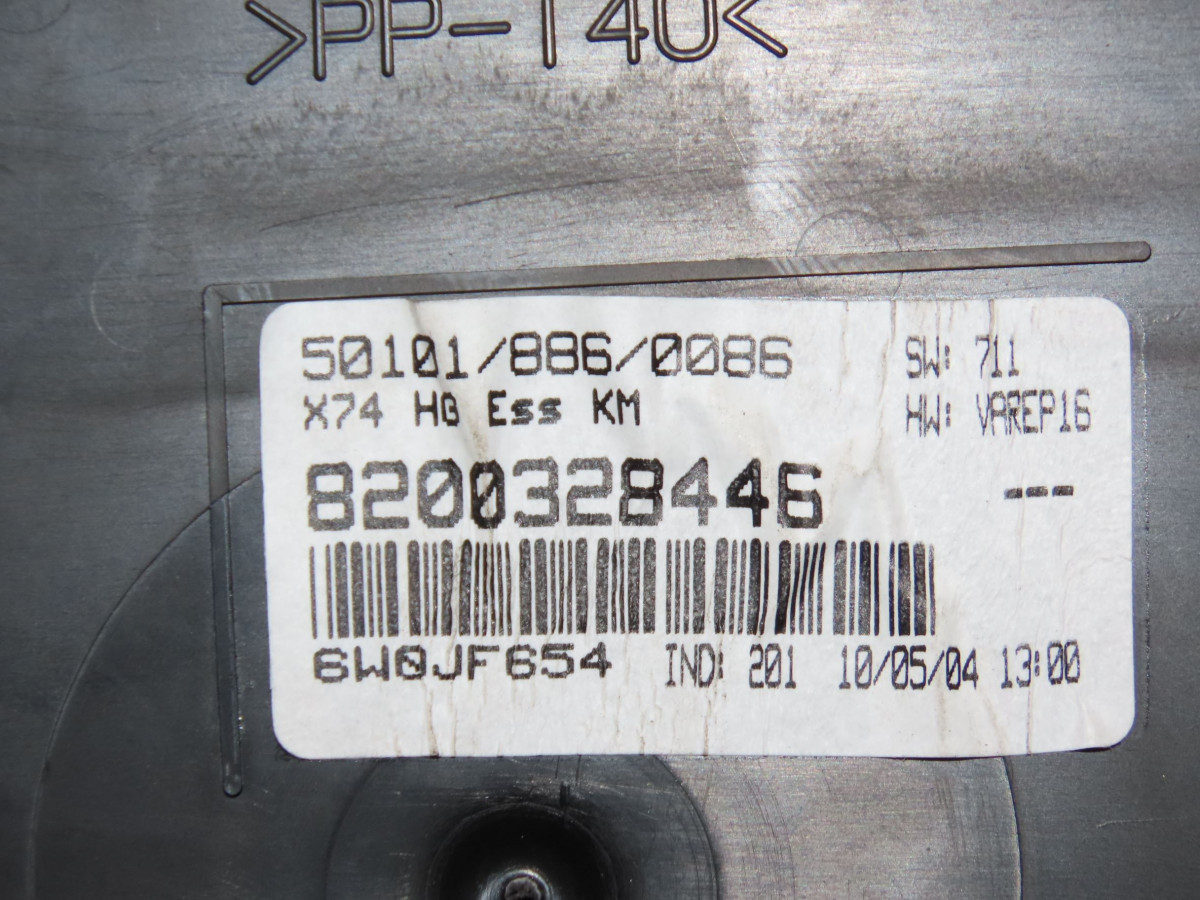 >PP-T40<
50101/886/0086 SW: 711
X74 HG Ess KM HW: VAREP16
8200328446 ---
6W0JF654 IND: 201 10/05/04 13:00